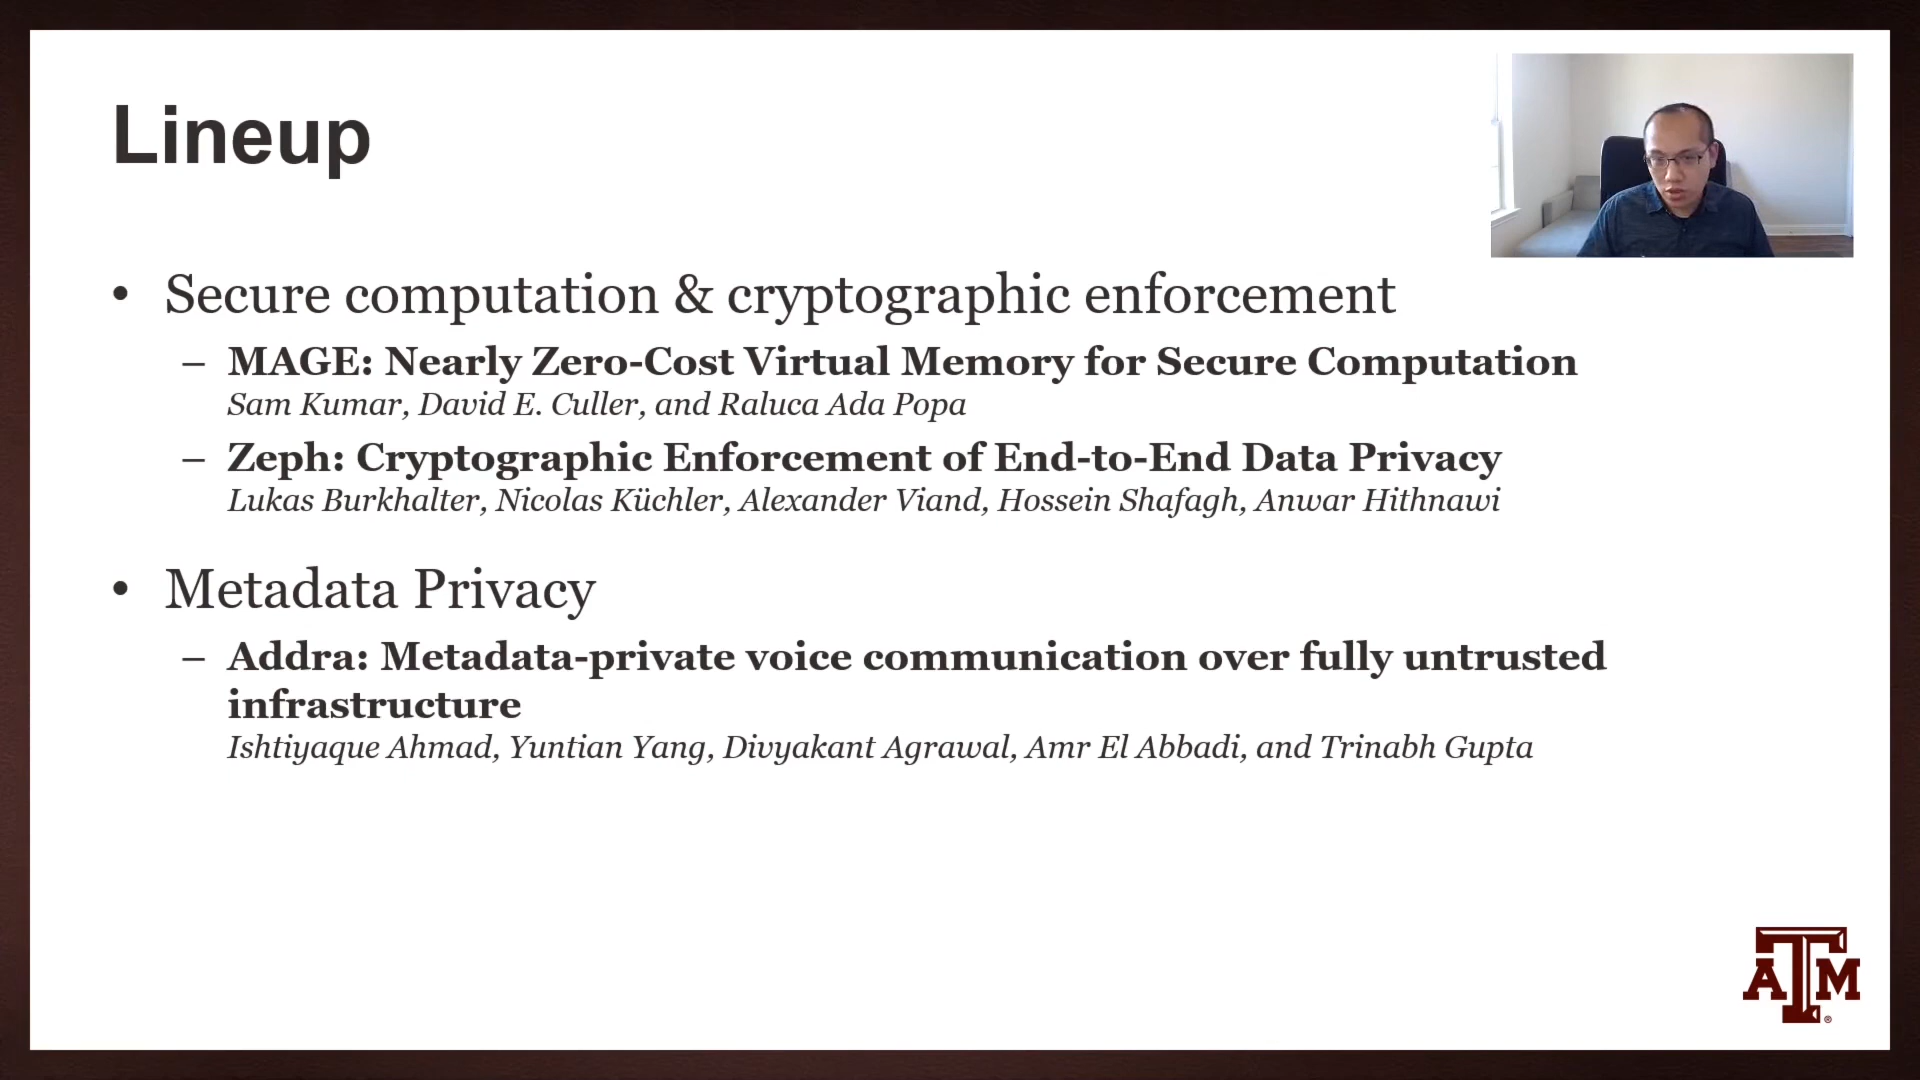 Lineup
• Secure computation & cryptographic enforcement
– MAGE: Nearly Zero-Cost Virtual Memory for Secure Computation
Sam Kumar, David E. Culler, and Raluca Ada Popa
– Zeph: Cryptographic Enforcement of End-to-End Data Privacy
Lukas Burkhalter, Nicolas Küchler, Alexander Viand, Hossein Shafagh, Anwar Hithnawi
• Metadata Privacy
– Addra: Metadata-private voice communication over fully untrusted
infrastructure
Ishtiyaque Ahmad, Yuntian Yang, Divyakant Agrawal, Amr El Abbadi, and Trinabh Gupta
ATM®